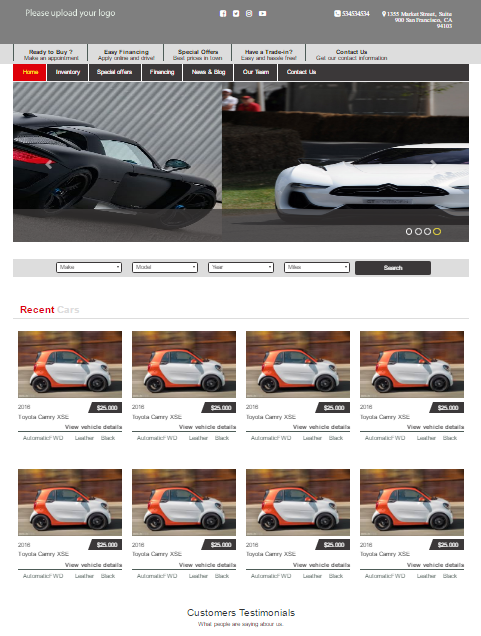 Please upload your logo
534534534
1355 Market Street, Suite
900 San Francisco, CA
94103
Ready to Buy ?
Make an appointment
Easy Financing
Apply online and drive!
Special Offers
Best prices in town
Have a Trade-in?
Easy and hassle free!
Contact Us
Get our contact information
Home Inventory Special offers Financing News & Blog Our Team Contact Us
Make Model Year Miles Search
Recent Cars
2016 $25.000
Toyota Camry XSE
View vehicle details
Automatic FWD Leather Black
2016 $25.000
Toyota Camry XSE
View vehicle details
Automatic FWD Leather Black
2016 $25.000
Toyota Camry XSE
View vehicle details
Automatic FWD Leather Black
2016 $25.000
Toyota Camry XSE
View vehicle details
Automatic FWD Leather Black
2016 $25.000
Toyota Camry XSE
View vehicle details
Automatic FWD Leather Black
2016 $25.000
Toyota Camry XSE
View vehicle details
Automatic FWD Leather Black
2016 $25.000
Toyota Camry XSE
View vehicle details
Automatic FWD Leather Black
2016 $25.000
Toyota Camry XSE
View vehicle details
Automatic FWD Leather Black
Customers Testimonials
What people are saying about us.